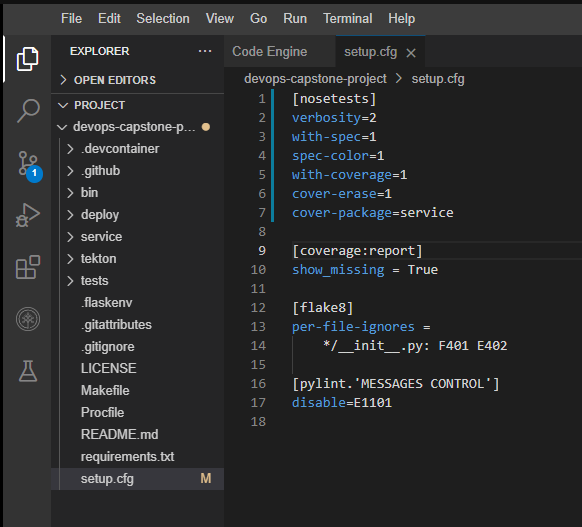 File Edit Selection View Go Run Terminal Help
EXPLORER ...
OPEN EDITORS
PROJECT
devops-capstone-p...
.devcontainer
.github
bin
deploy
service
tekton
tests
.flaskenv
.gitattributes
.gitignore
LICENSE
Makefile
Procfile
README.md
requirements.txt
setup.cfg M
1
Code Engine setup.cfg
devops-capstone-project > setup.cfg
1 [nosetests]
2 verbosity=2
3 with-spec=1
4 spec-color=1
5 with-coverage=1
6 cover-erase=1
7 cover-package=service
8
9 [coverage:report]
10 show_missing = True
11
12 [flake8]
13 per-file-ignores =
14     */__init__.py: F401 E402
15
16 [pylint.'MESSAGES CONTROL']
17 disable=E1101
18